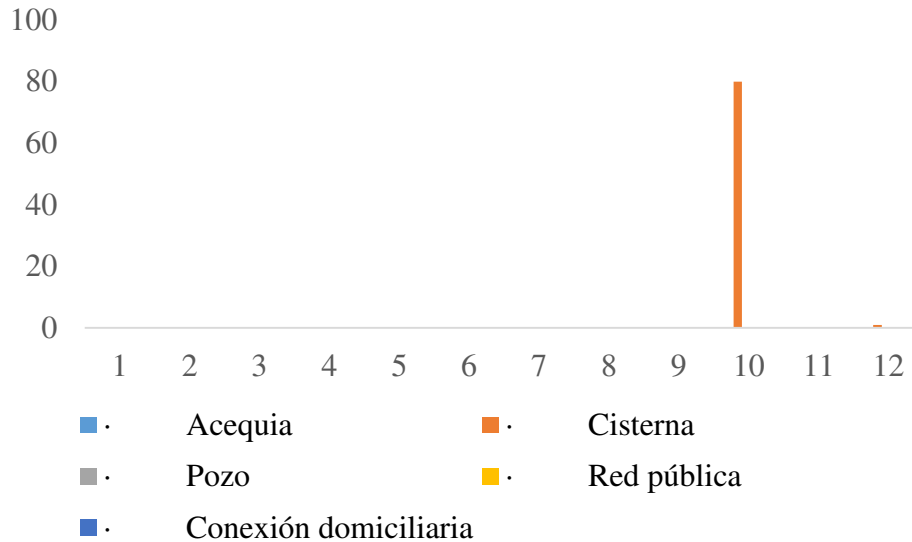 100
80
60
40
20
0
1 2 3 4 5 6 7 8 9 10 11 12
· Acequia · Cisterna
· Pozo · Red pública
· Conexión domiciliaria